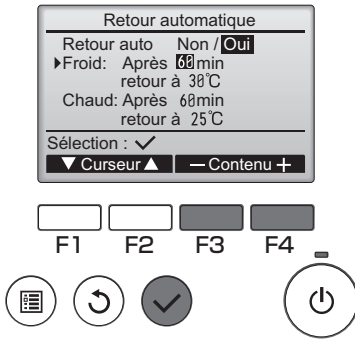 Retour automatique
Retour auto Non / Oui
Froid: Après 60min
retour à 30℃
Chaud: Après 60min
retour à 25℃
Sélection : ✓
▼ Curseur ▲ — Contenu +
F1 F2 F3 F4